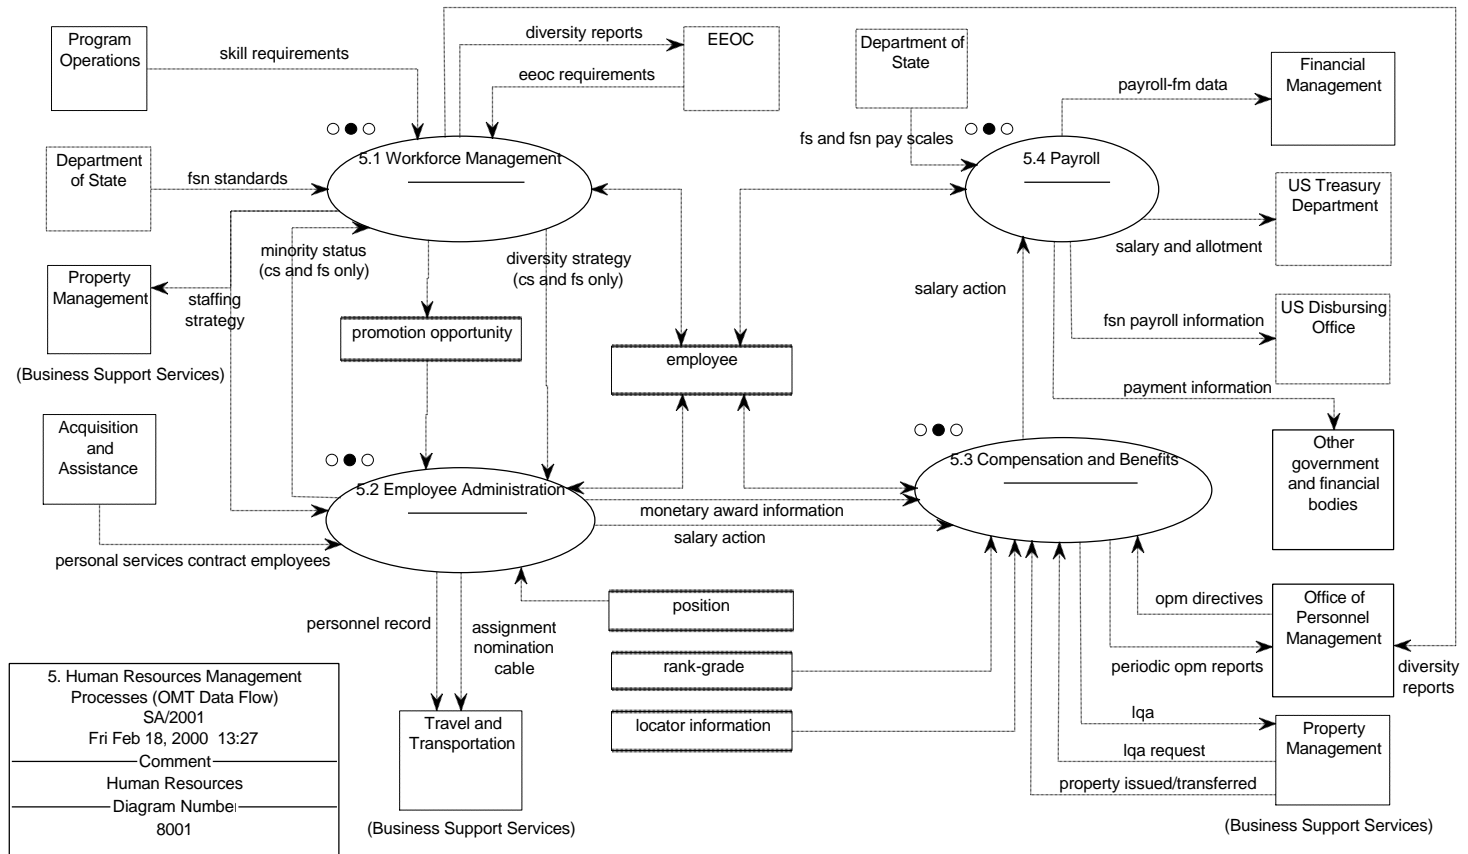 Program
Operations
skill requirements
diversity reports
eeoc requirements
EEOC
Department of
State
fs and fsn pay scales
payroll-fm data
Financial
Management
5.1 Workforce Management
5.4 Payroll
Department
of State
fsn standards
US Treasury
Department
salary and allotment
minority status
(cs and fs only)
diversity strategy
(cs and fs only)
Property
Management
staffing
strategy
(Business Support Services)
salary action
fsn payroll information
US Disbursing
Office
promotion opportunity
employee
payment information
Acquisition
and
Assistance
Other
government
and financial
bodies
5.2 Employee Administration
5.3 Compensation and Benefits
monetary award information
salary action
personal services contract employees
position
opm directives
Office of
Personnel
Management
personnel record
assignment
nomination
cable
rank-grade
periodic opm reports
diversity
reports
locator information
lqa
lqa request
property issued/transferred
Property
Management
(Business Support Services)
Travel and
Transportation
(Business Support Services)
5. Human Resources Management
Processes (OMT Data Flow)
SA/2001
Fri Feb 18, 2000 13:27
Comment
Human Resources
Diagram Number
8001